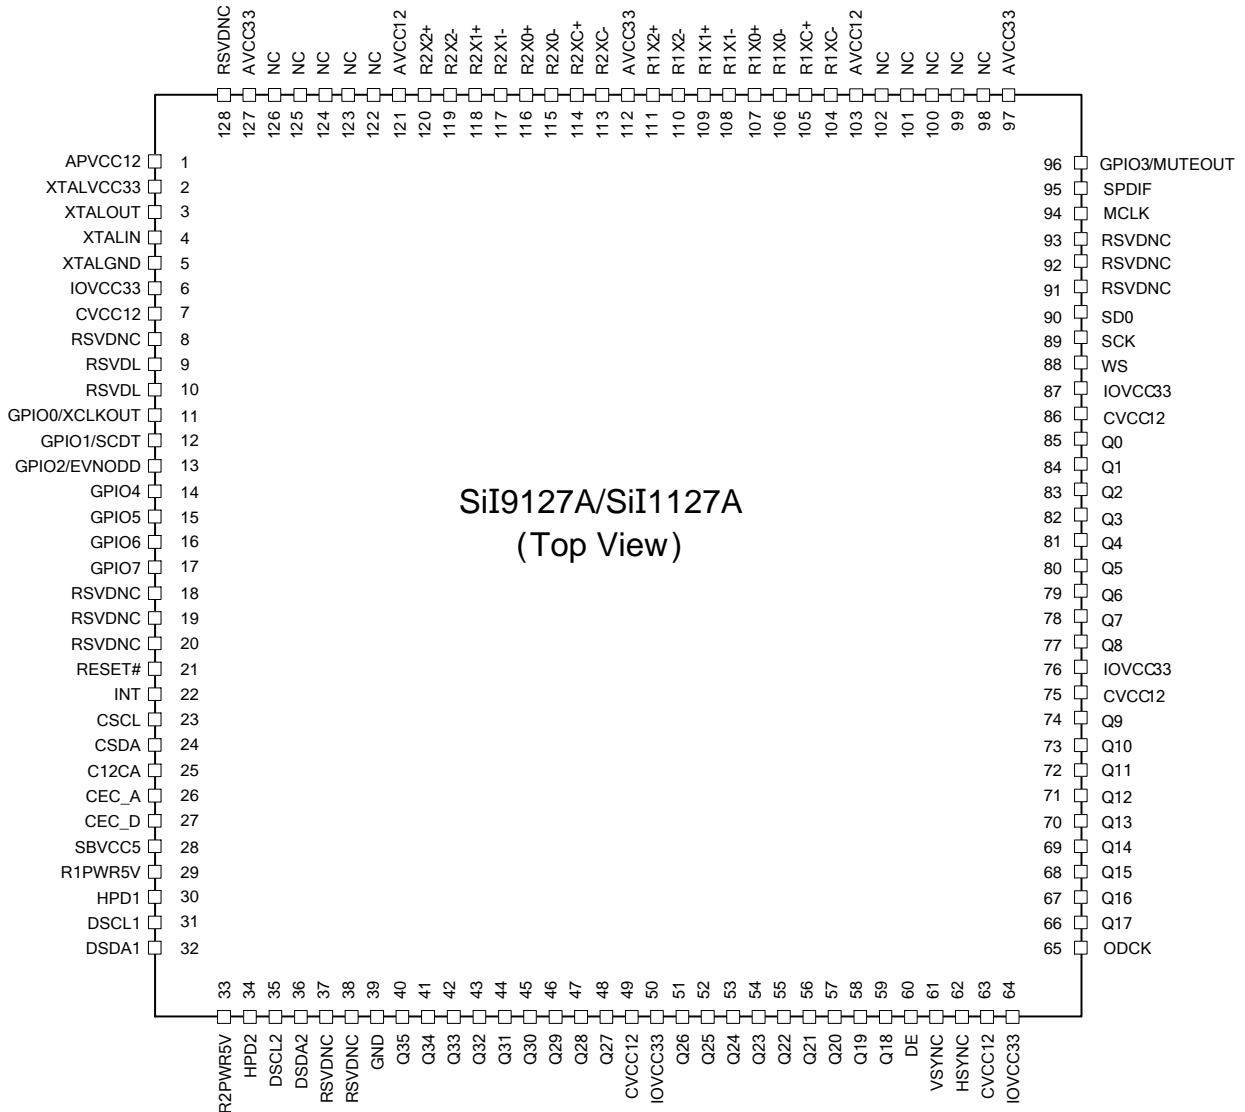 RSVDNC
AVCC33
NC
NC
NC
NC
NC
AVCC12
R2X2+
R2X2-
R2X1+
R2X1-
R2X0+
R2X0-
R2XC+
R2XC-
AVCC33
R1X2+
R1X2-
R1X1+
R1X1-
R1X0+
R1X0-
R1XC+
R1XC-
AVCC12
NC
NC
NC
NC
NC
AVCC33
128
127
126
125
124
123
122
121
120
119
118
117
116
115
114
113
112
111
110
109
108
107
106
105
104
103
102
101
100
99
98
97
APVCC12 1
XTALVCC33 2
XTALOUT 3
XTALIN 4
XTALGND 5
IOVCC33 6
CVCC12 7
RSVDNC 8
RSVDL 9
RSVDL 10
GPIO0/XCLKOUT 11
GPIO1/SCDT 12
GPIO2/EVNODD 13
GPIO4 14
GPIO5 15
GPIO6 16
GPIO7 17
RSVDNC 18
RSVDNC 19
RSVDNC 20
RESET# 21
INT 22
CSCL 23
CSDA 24
C12CA 25
CEC_A 26
CEC_D 27
SBVCC5 28
R1PWR5V 29
HPD1 30
DSCL1 31
DSDA1 32
SiI9127A/SiI1127A
(Top View)
96 GPIO3/MUTEOUT
95 SPDIF
94 MCLK
93 RSVDNC
92 RSVDNC
91 RSVDNC
90 SD0
89 SCK
88 WS
87 IOVCC33
86 CVCC12
85 Q0
84 Q1
83 Q2
82 Q3
81 Q4
80 Q5
79 Q6
78 Q7
77 Q8
76 IOVCC33
75 CVCC12
74 Q9
73 Q10
72 Q11
71 Q12
70 Q13
69 Q14
68 Q15
67 Q16
66 Q17
65 ODCK
33
34
35
36
37
38
39
40
41
42
43
44
45
46
47
48
49
50
51
52
53
54
55
56
57
58
59
60
61
62
63
64
R2PWR5V
HPD2
DSCL2
DSDA2
RSVDNC
RSVDNC
GND
Q35
Q34
Q33
Q32
Q31
Q30
Q29
Q28
Q27
CVCC12
IOVCC33
Q26
Q25
Q24
Q23
Q22
Q21
Q20
Q19
Q18
DE
VSYNC
HSYNC
CVCC12
IOVCC33